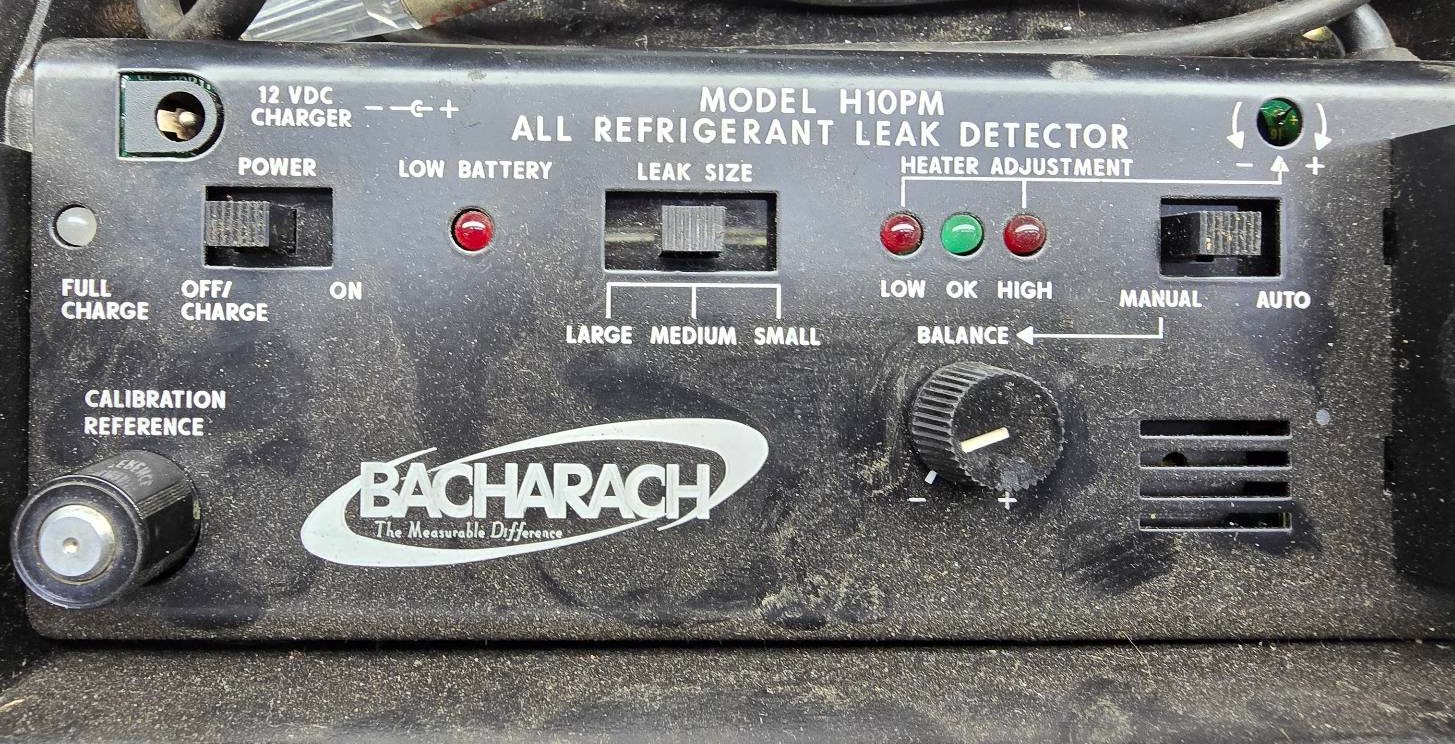 12 VDC
CHARGER - +
MODEL H10PM
ALL REFRIGERANT LEAK DETECTOR
POWER
LOW BATTERY
LEAK SIZE
HEATER ADJUSTMENT
- +
FULL
CHARGE
OFF/
CHARGE
ON
LARGE MEDIUM SMALL
LOW OK HIGH
MANUAL AUTO
BALANCE
- +
CALIBRATION
REFERENCE
BACHARACH
The Measurable Difference